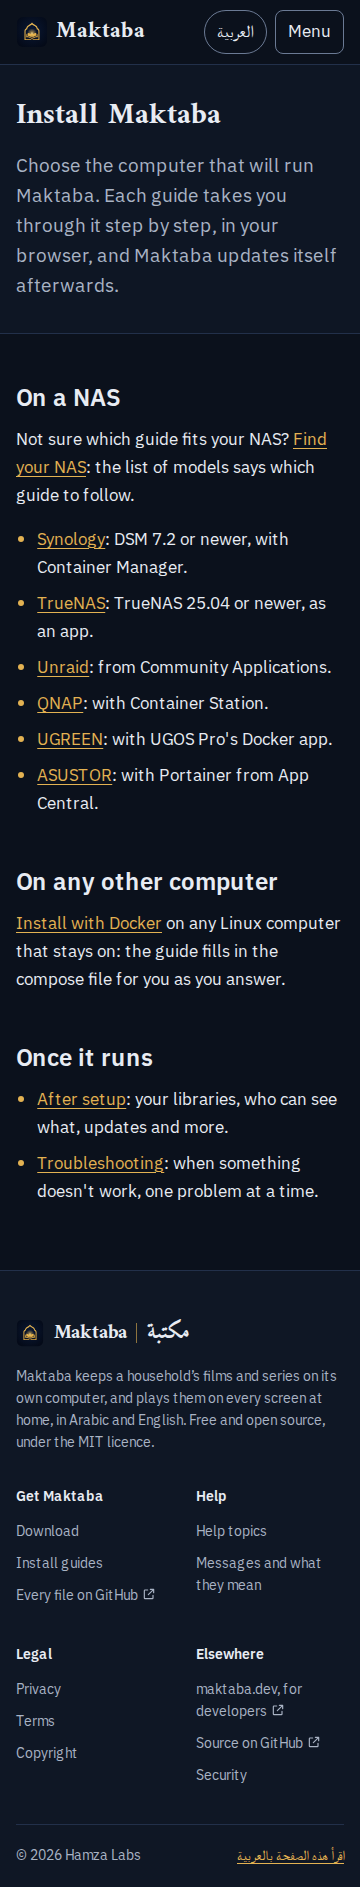 Maktaba
العربية
Menu
Install Maktaba
Choose the computer that will run
Maktaba. Each guide takes you
through it step by step, in your
browser, and Maktaba updates itself
afterwards.
On a NAS
Not sure which guide fits your NAS? Find
your NAS: the list of models says which
guide to follow.
Synology: DSM 7.2 or newer, with
Container Manager.
TrueNAS: TrueNAS 25.04 or newer, as
an app.
Unraid: from Community Applications.
QNAP: with Container Station.
UGREEN: with UGOS Pro's Docker app.
ASUSTOR: with Portainer from App
Central.
On any other computer
Install with Docker on any Linux computer
that stays on: the guide fills in the
compose file for you as you answer.
Once it runs
After setup: your libraries, who can see
what, updates and more.
Troubleshooting: when something
doesn't work, one problem at a time.
Maktaba | مكتبة
Maktaba keeps a household’s films and series on its
own computer, and plays them on every screen at
home, in Arabic and English. Free and open source,
under the MIT licence.
Get Maktaba
Download
Install guides
Every file on GitHub
Help
Help topics
Messages and what
they mean
Legal
Privacy
Terms
Copyright
Elsewhere
maktaba.dev, for
developers
Source on GitHub
Security
© 2026 Hamza Labs
اقرأ هذه الصفحة بالعربية